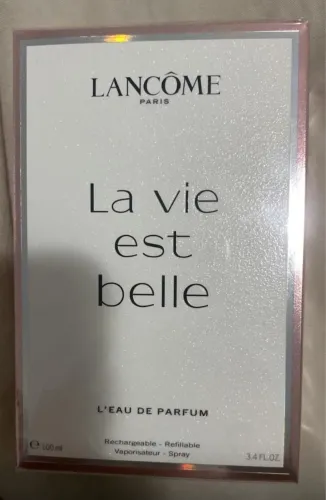 LANCÔME
PARIS
La vie
est
belle
L'EAU DE PARFUM
Rechargeable - Refillable
Vaporisateur - Spray
℮ 100 ml
3.4 FL.OZ.